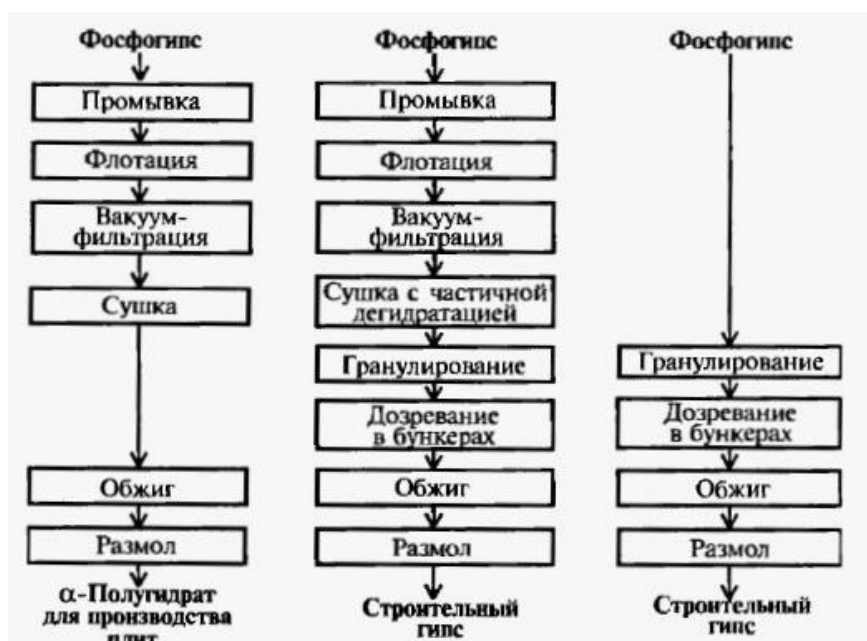 Фосфогипс
Промывка
Флотация
Вакуум-
фильтрация
Сушка
Обжиг
Размол
α-Полугидрат
для производства
плит
Фосфогипс
Промывка
Флотация
Вакуум-
фильтрация
Сушка с частичной
дегидратацией
Гранулирование
Дозревание
в бункерах
Обжиг
Размол
Строительный
гипс
Фосфогипс
Гранулирование
Дозревание
в бункерах
Обжиг
Размол
Строительный
гипс